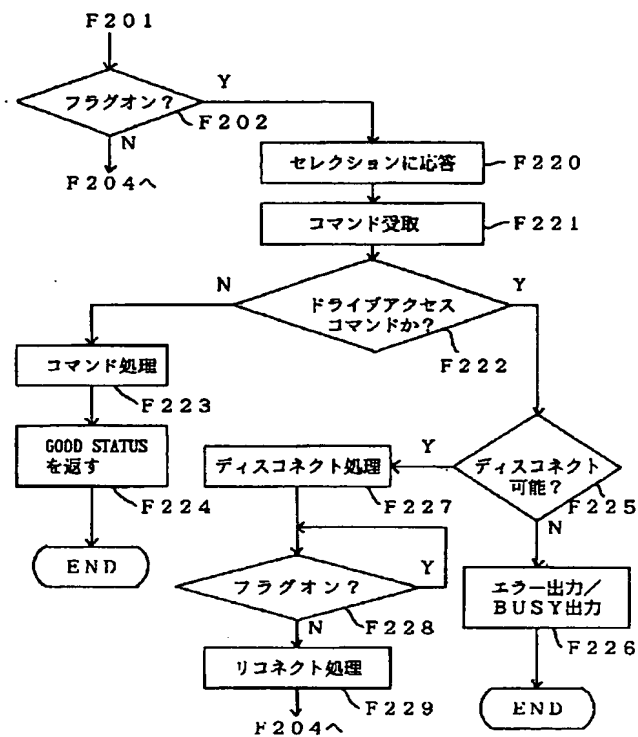 F201
フラグオン？
Y
F202
N
F204へ
セレクションに応答
F220
コマンド受取
F221
N
Y
ドライブアクセス
コマンドか？
F222
コマンド処理
F223
GOOD STATUS
を返す
F224
END
Y
ディスコネクト処理
F227
ディスコネクト
可能？
F225
N
フラグオン？
Y
F228
N
エラー出力／
BUSY出力
F226
リコネクト処理
F229
F204へ
END